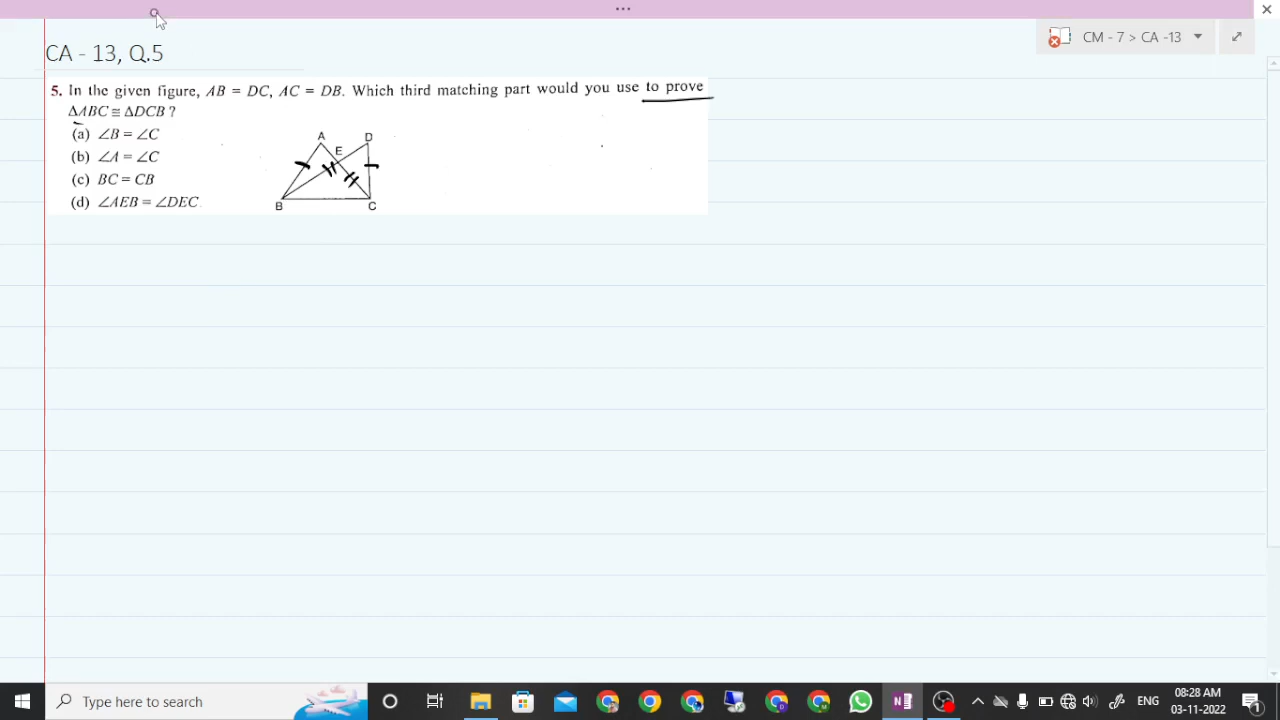 CM - 7 > CA -13
CA - 13, Q.5
5. In the given figure, AB = DC, AC = DB. Which third matching part would you use to prove
ΔABC ≅ ΔDCB ?
(a) ∠B = ∠C
(b) ∠A = ∠C
(c) BC = CB
(d) ∠AEB = ∠DEC
A
D
E
B
C
Type here to search
ENG
08:28 AM
03-11-2022
1